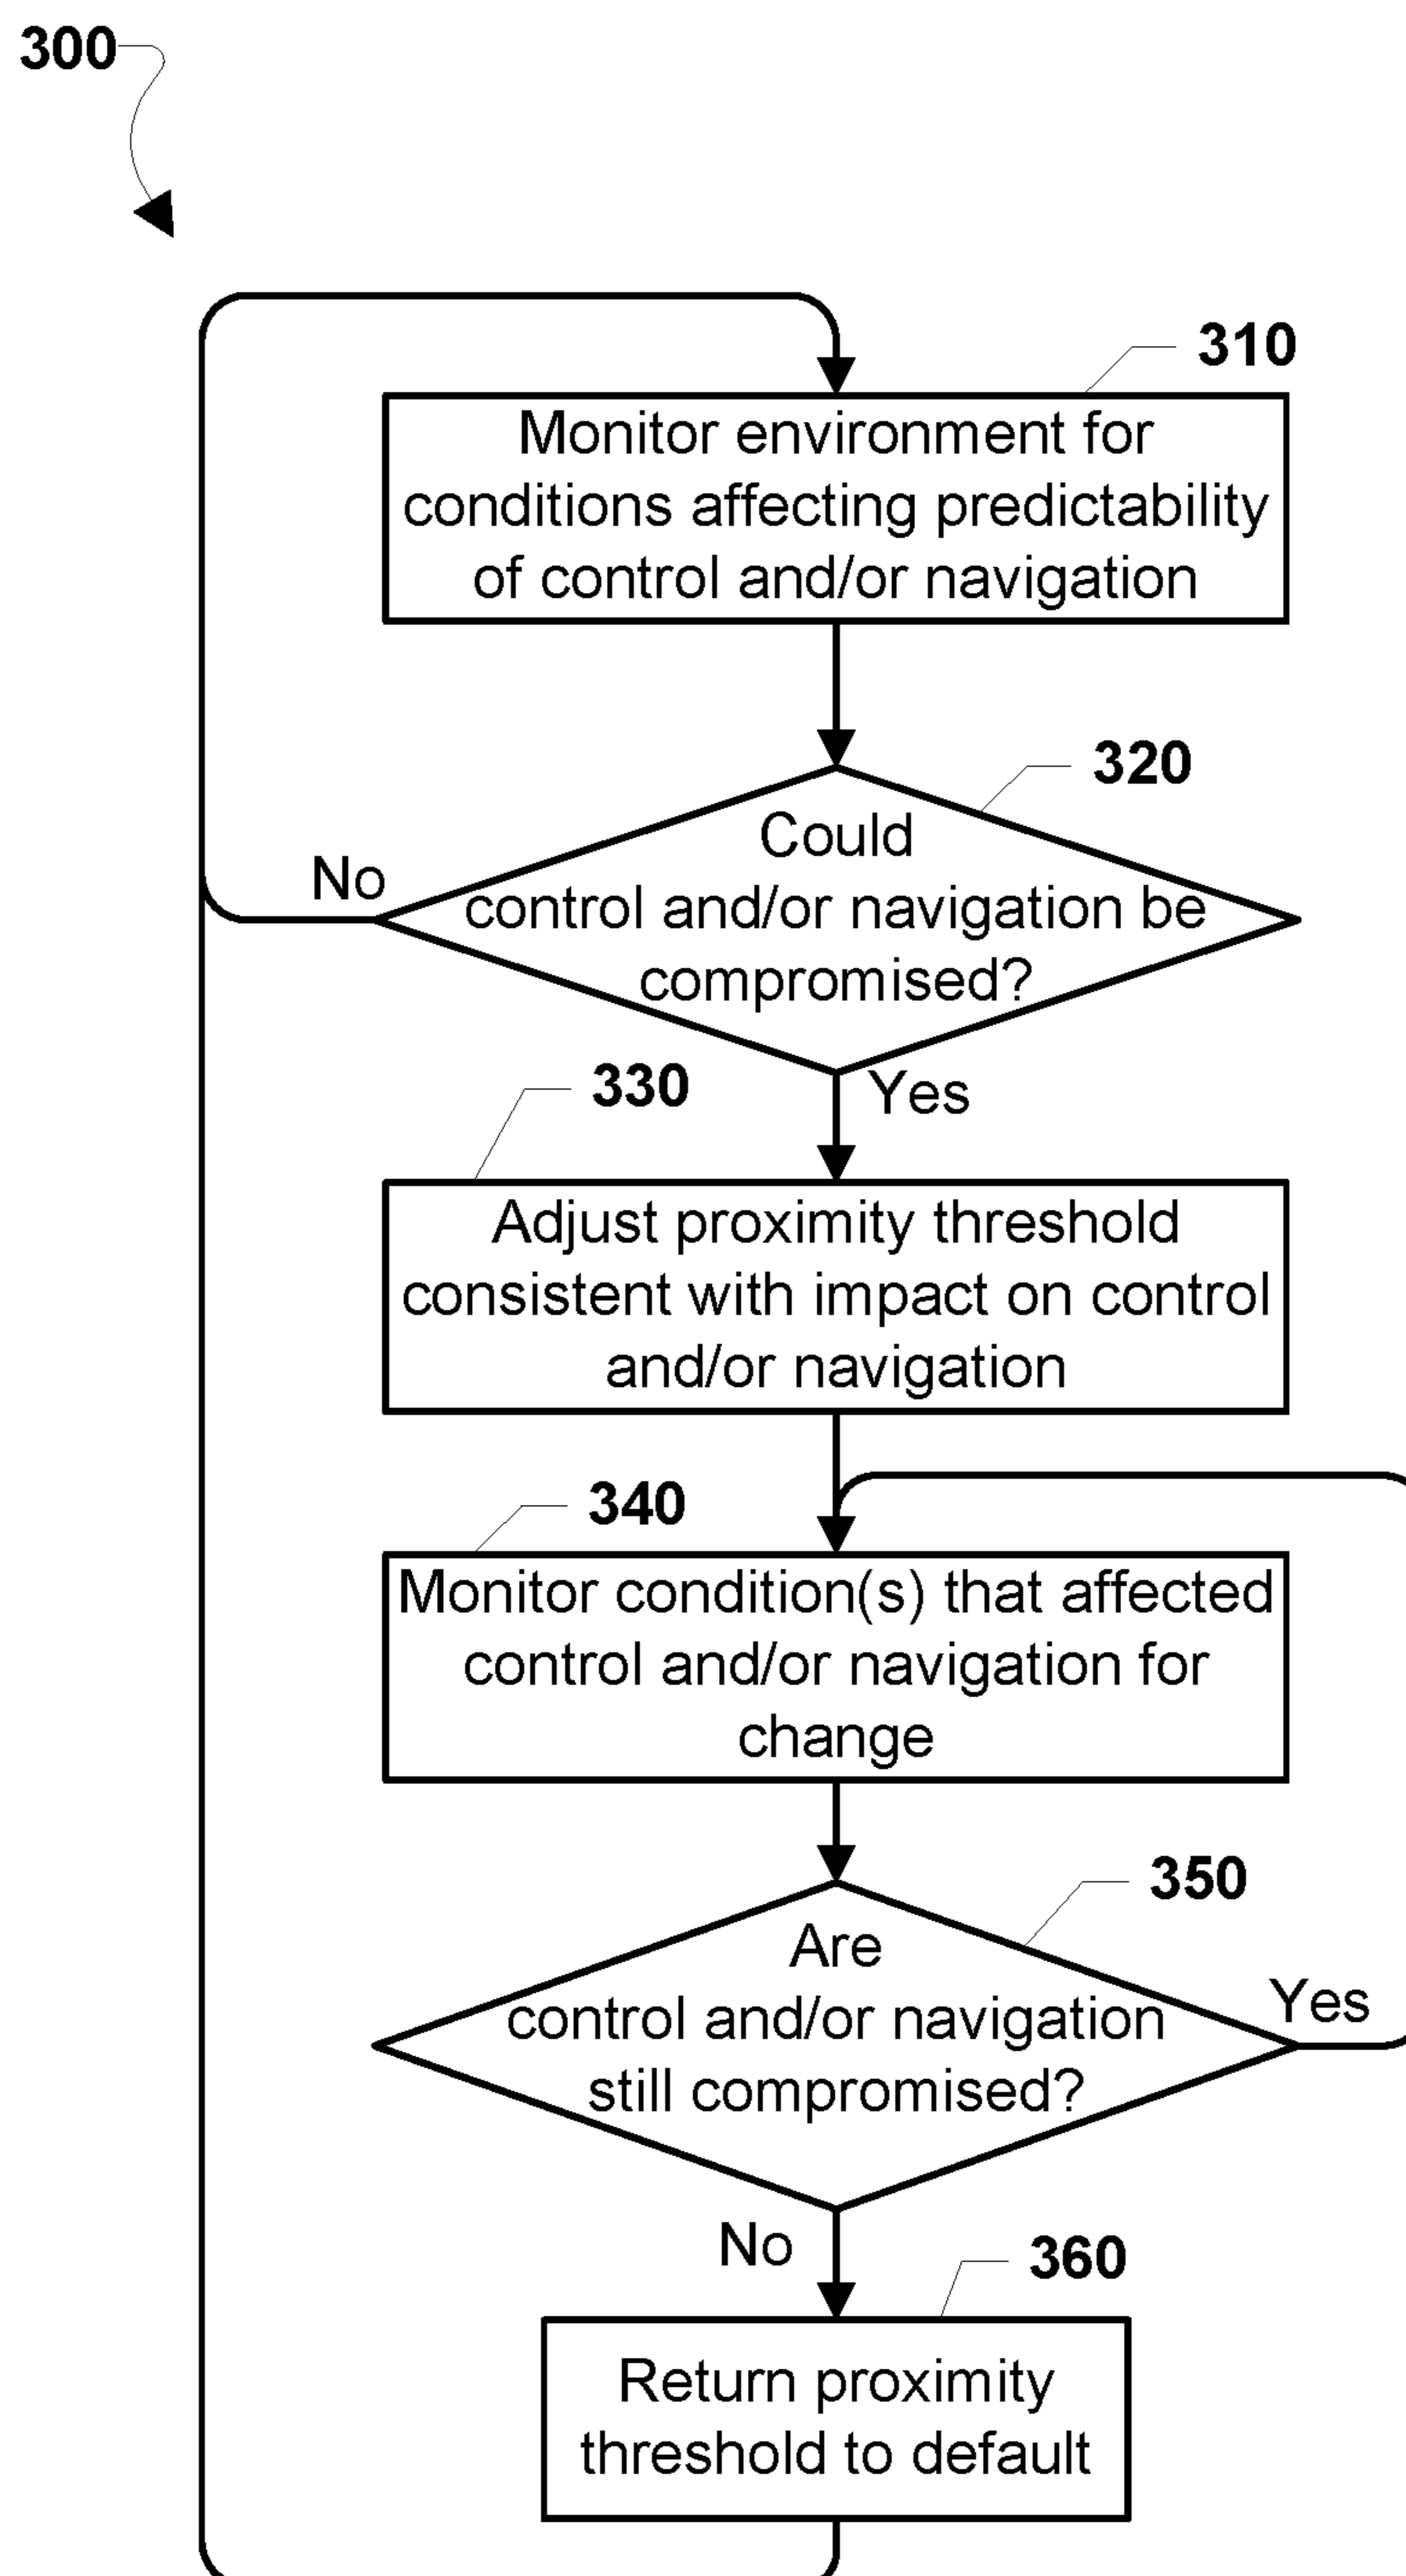 300
310
Monitor environment for
conditions affecting predictability
of control and/or navigation
320
Could
control and/or navigation be
compromised?
No
Yes
330
Adjust proximity threshold
consistent with impact on control
and/or navigation
340
Monitor condition(s) that affected
control and/or navigation for
change
350
Are
control and/or navigation
still compromised?
Yes
No
360
Return proximity
threshold to default